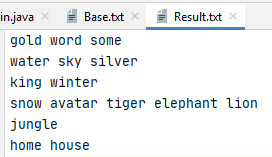 in.java Base.txt Result.txt
gold word some
water sky silver
king winter
snow avatar tiger elephant lion
jungle
home house